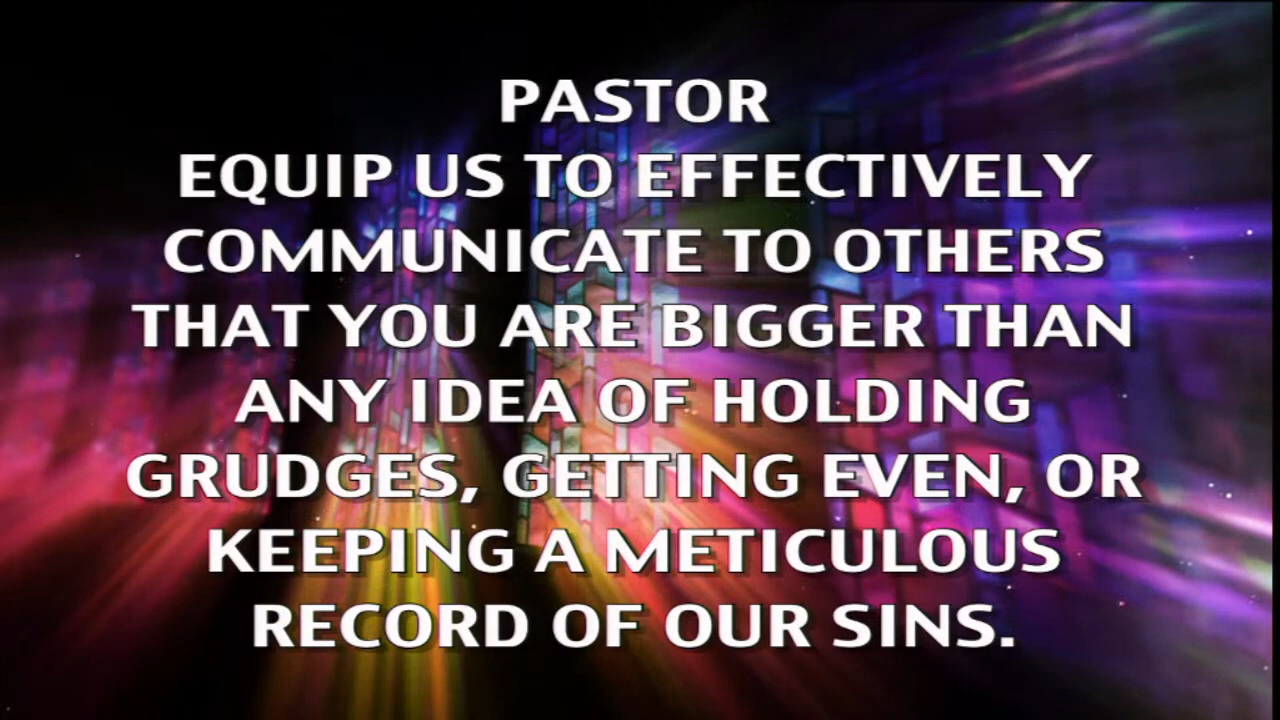 PASTOR
EQUIP US TO EFFECTIVELY
COMMUNICATE TO OTHERS
THAT YOU ARE BIGGER THAN
ANY IDEA OF HOLDING
GRUDGES, GETTING EVEN, OR
KEEPING A METICULOUS
RECORD OF OUR SINS.